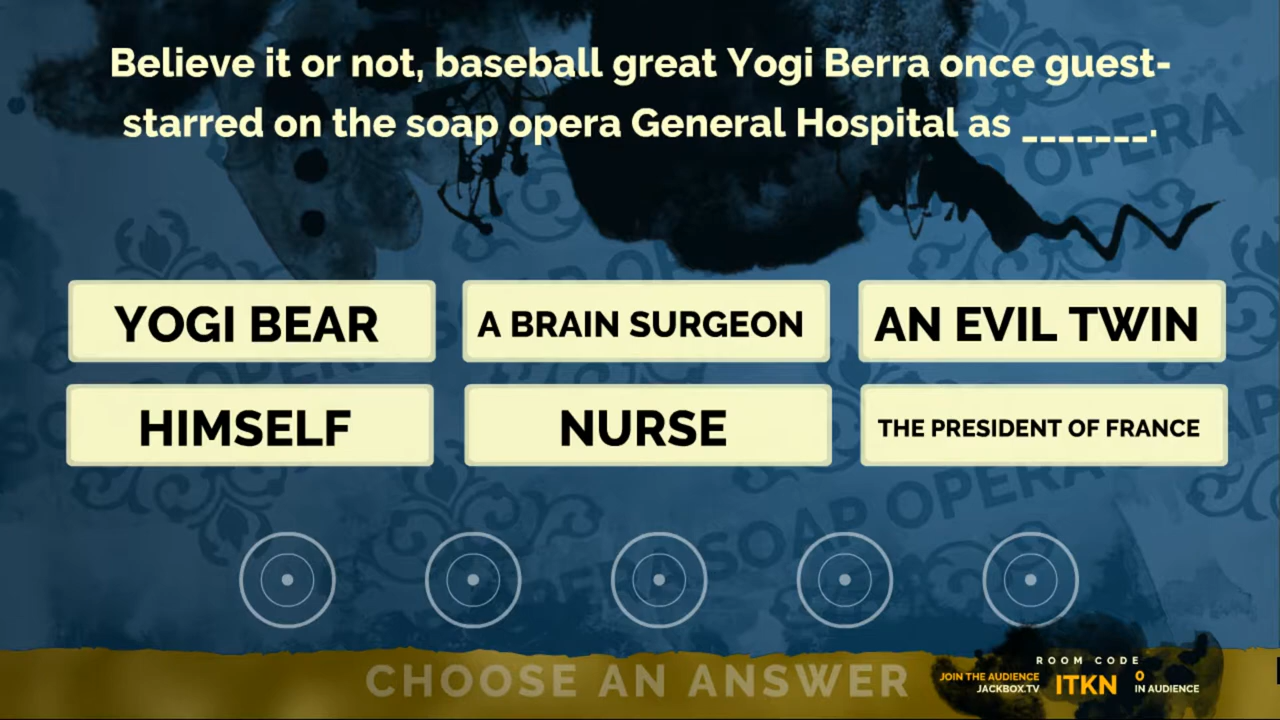 Believe it or not, baseball great Yogi Berra once guest-
starred on the soap opera General Hospital as _______.
YOGI BEAR
A BRAIN SURGEON
AN EVIL TWIN
HIMSELF
NURSE
THE PRESIDENT OF FRANCE
SOAP OPERA
CHOOSE AN ANSWER
ROOM CODE
JOIN THE AUDIENCE
JACKBOX.TV
ITKN
0
IN AUDIENCE